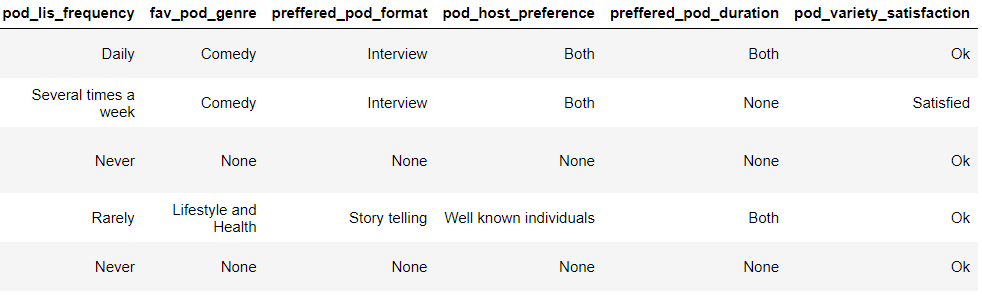 pod_lis_frequency fav_pod_genre preffered_pod_format pod_host_preference preffered_pod_duration pod_variety_satisfaction
Daily Comedy Interview Both Both Ok
Several times a week Comedy Interview Both None Satisfied
Never None None None None Ok
Rarely Lifestyle and Health Story telling Well known individuals Both Ok
Never None None None None Ok